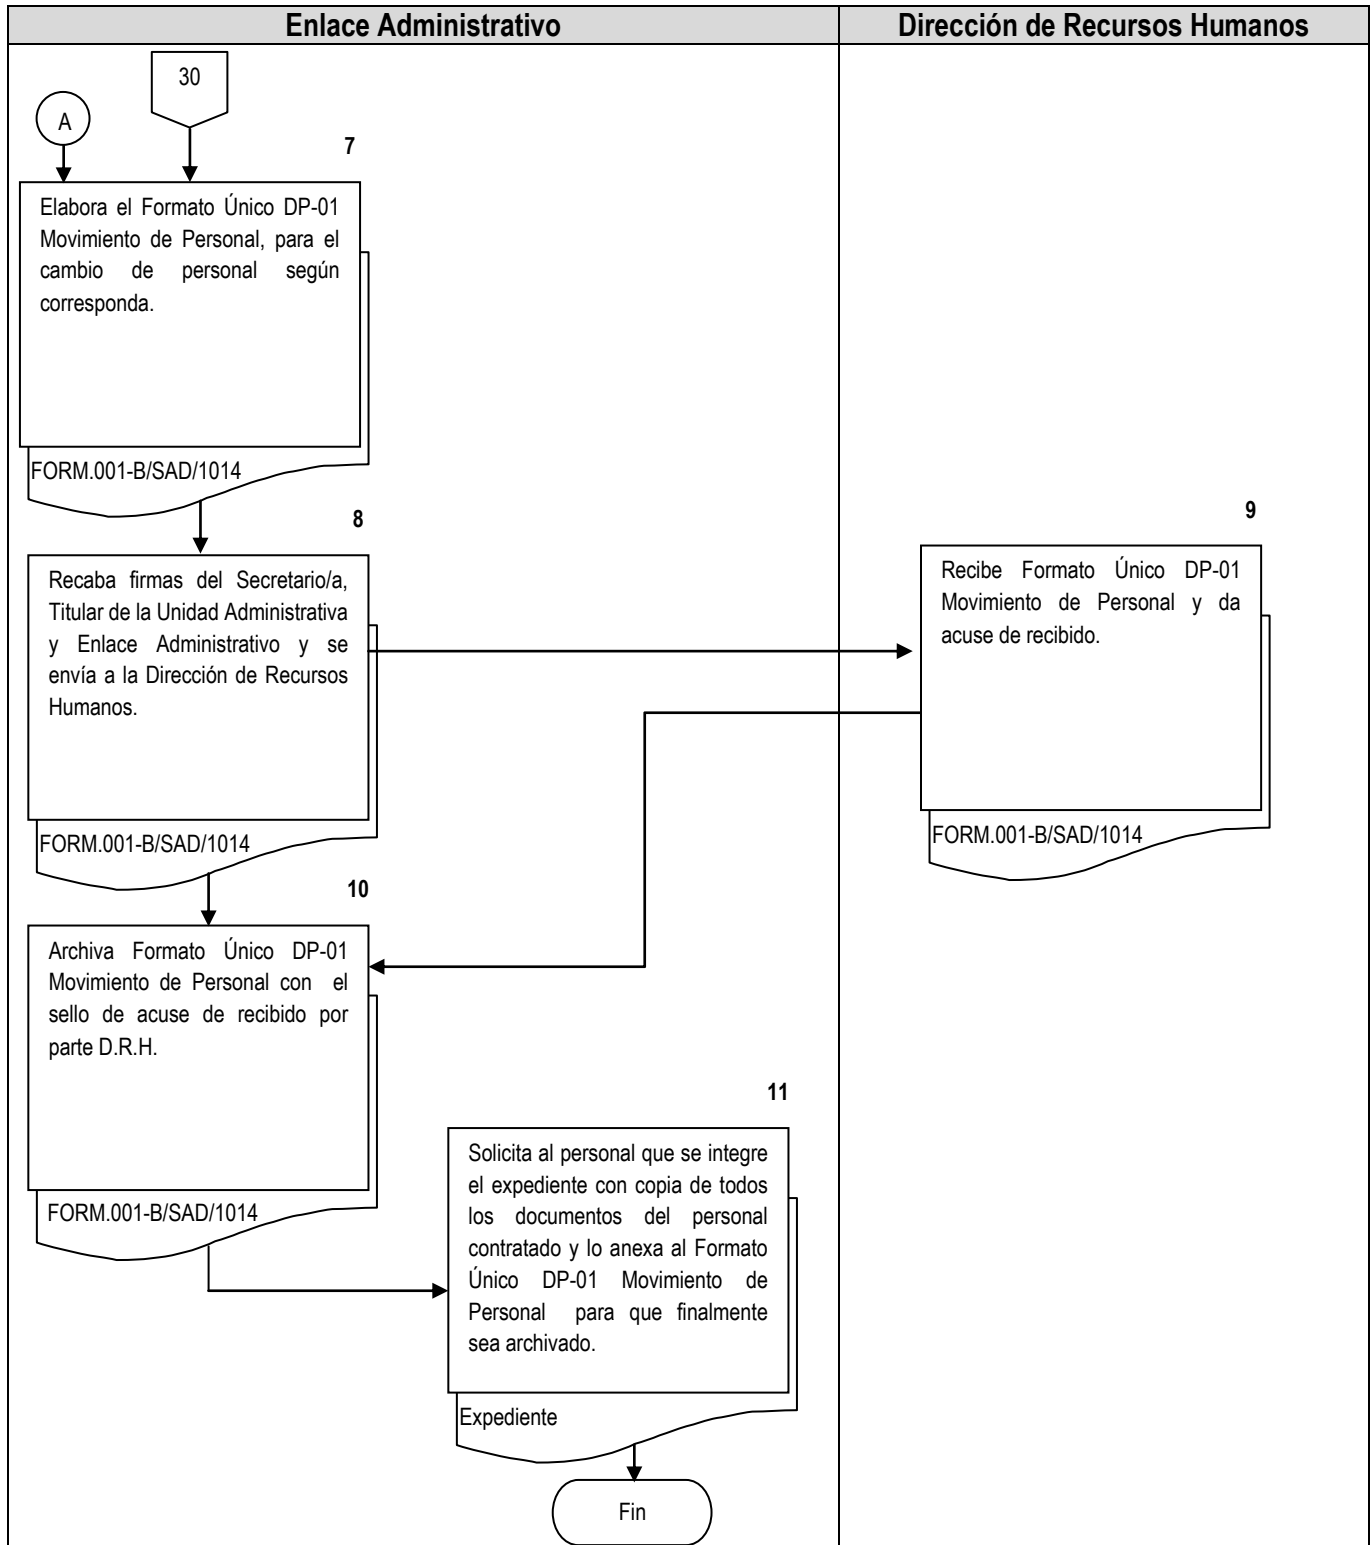 Enlace Administrativo
Dirección de Recursos Humanos
30
A
7
Elabora el Formato Único DP-01
Movimiento de Personal, para el
cambio de personal según
corresponda.
FORM.001-B/SAD/1014
8
Recaba firmas del Secretario/a,
Titular de la Unidad Administrativa
y Enlace Administrativo y se
envía a la Dirección de Recursos
Humanos.
FORM.001-B/SAD/1014
9
Recibe Formato Único DP-01
Movimiento de Personal y da
acuse de recibido.
FORM.001-B/SAD/1014
10
Archiva Formato Único DP-01
Movimiento de Personal con el
sello de acuse de recibido por
parte D.R.H.
FORM.001-B/SAD/1014
11
Solicita al personal que se integre
el expediente con copia de todos
los documentos del personal
contratado y lo anexa al Formato
Único DP-01 Movimiento de
Personal para que finalmente
sea archivado.
Expediente
Fin